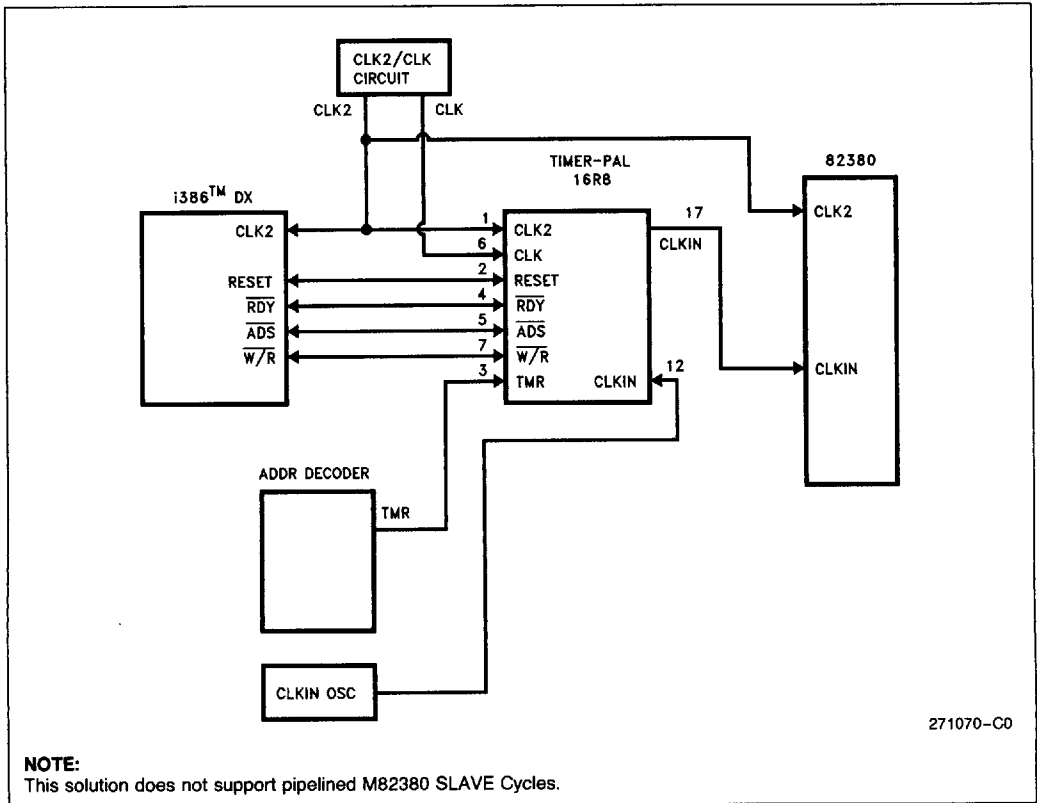 CLK2/CLK
CIRCUIT
CLK2 CLK
TIMER-PAL
16R8
82380
i386™ DX
CLK2
1
CLK2
17
CLK2
6
CLK
CLKIN
RESET
2
RESET
RDY
4
RDY
ADS
5
ADS
W/R
7
W/R
12
CLKIN
3
TMR
CLKIN
ADDR DECODER
TMR
CLKIN OSC
271070-C0
NOTE:
This solution does not support pipelined M82380 SLAVE Cycles.